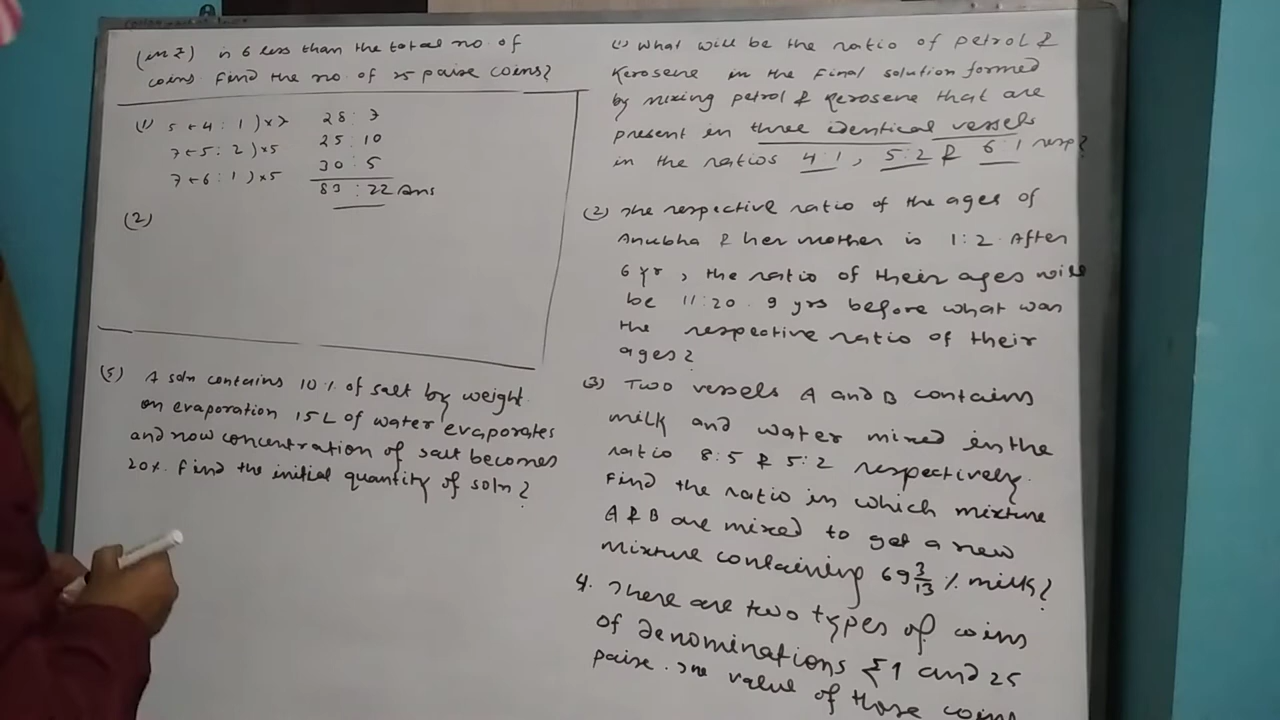 (in ₹) is 6 less than the total no. of
coins find the no. of 25 paise coins?
(1) 5 ← 4 : 1 ) x 7 28 : 7
7 ← 5 : 2 ) x 5 25 : 10
7 ← 6 : 1 ) x 5 30 : 5
83 : 22 Ans
(2)
(5) A soln contains 10 % of salt by weight.
on evaporation 15 L of water evaporates
and now concentration of salt becomes
20%. Find the initial quantity of soln?
(1) What will be the ratio of petrol &
Kerosene in the final solution formed
by mixing petrol & kerosene that are
present in three identical vessels
in the ratios 4:1, 5:2 & 6:1 resp?
(2) The respective ratio of the ages of
Anubha & her mother is 1:2. After
6 yr, the ratio of their ages will
be 11:20. 9 yrs before what was
the respective ratio of their
ages?
(3) Two vessels A and B contains
milk and water mixed in the
ratio 8:5 & 5:2 respectively.
Find the ratio in which mixture
A & B are mixed to get a new
mixture containing 69 3/13 % milk?
4. There are two types of coins
of denominations ₹1 and 25
paise. The value of those coins